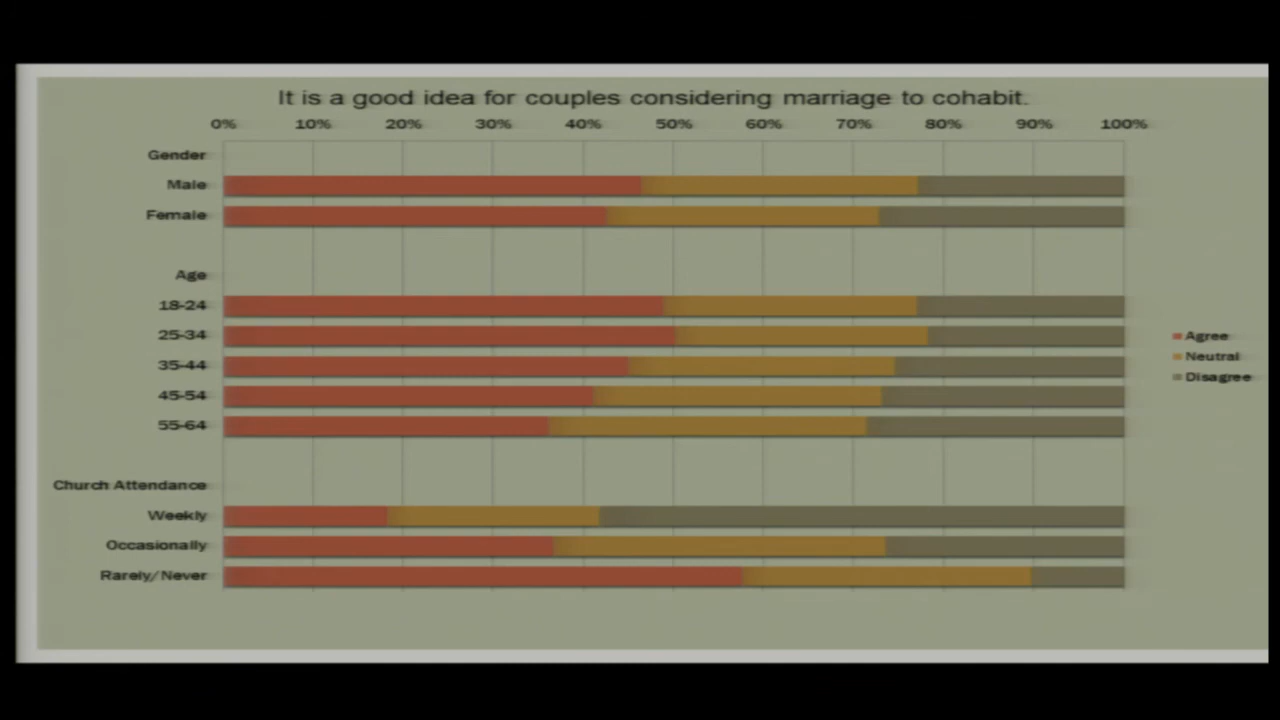 It is a good idea for couples considering marriage to cohabit.
0% 10% 20% 30% 40% 50% 60% 70% 80% 90% 100%
Gender
Male
Female
Age
18-24
25-34
35-44
45-54
55-64
Church Attendance
Weekly
Occasionally
Rarely/Never
Agree
Neutral
Disagree